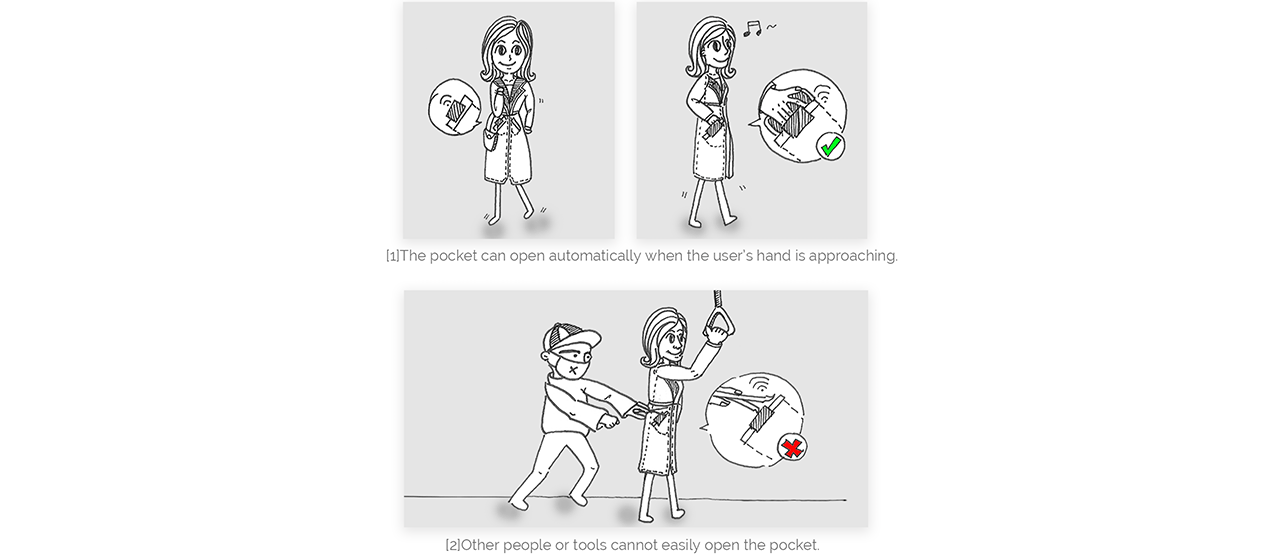 [1]The pocket can open automatically when the user's hand is approaching.
[2]Other people or tools cannot easily open the pocket.